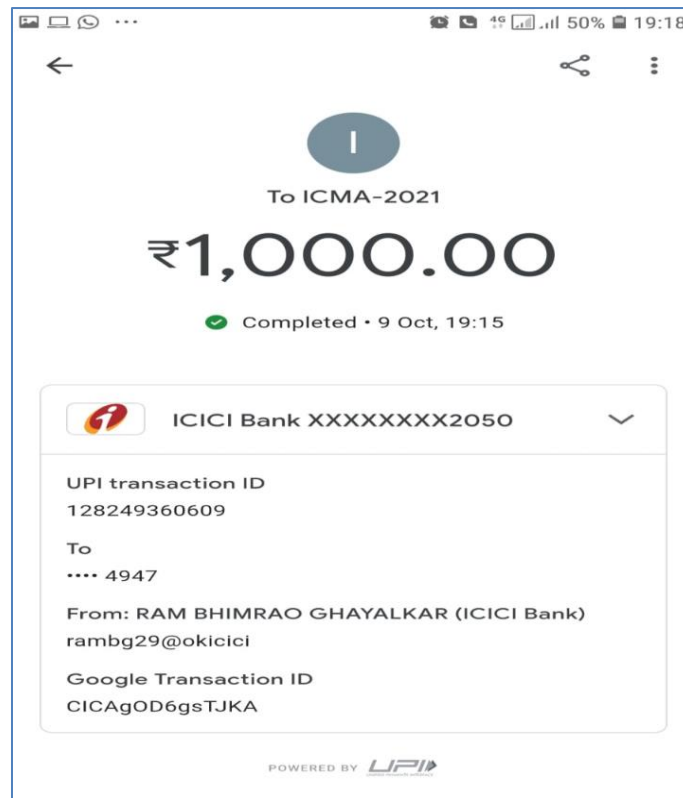 4G 50% 19:18
I
To ICMA-2021
₹1,000.00
Completed • 9 Oct, 19:15
ICICI Bank XXXXXXXX2050
UPI transaction ID
128249360609
To
•••• 4947
From: RAM BHIMRAO GHAYALKAR (ICICI Bank)
rambg29@okicici
Google Transaction ID
CICAgOD6gsTJKA
POWERED BY UPI